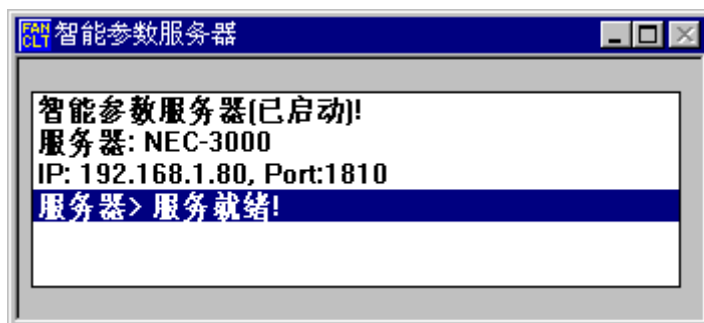 FAN
CLT
智能参数服务器
智能参数服务器(已启动)!
服务器: NEC-3000
IP: 192.168.1.80, Port:1810
服务器> 服务就绪!